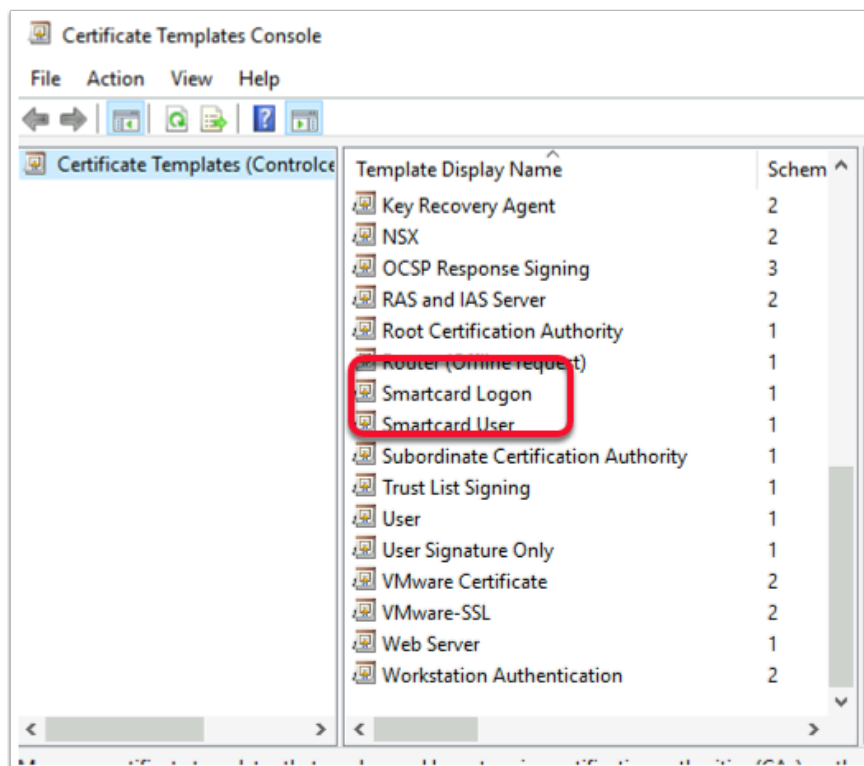 Certificate Templates Console
File Action View Help
Certificate Templates (Controlce
Template Display Name Schem
Key Recovery Agent 2
NSX 2
OCSP Response Signing 3
RAS and IAS Server 2
Root Certification Authority 1
Router (Offline request) 1
Smartcard Logon 1
Smartcard User 1
Subordinate Certification Authority 1
Trust List Signing 1
User 1
User Signature Only 1
VMware Certificate 2
VMware-SSL 2
Web Server 1
Workstation Authentication 2